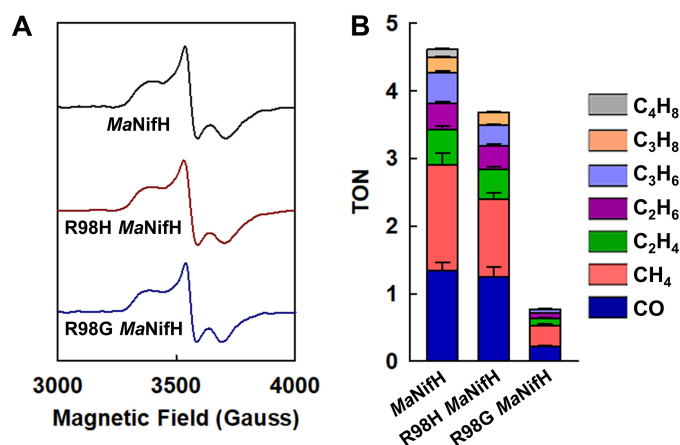 A
MaNifH
R98H MaNifH
R98G MaNifH
3000
3500
4000
Magnetic Field (Gauss)
B
5
4
3
2
1
0
TON
MaNifH
R98H MaNifH
R98G MaNifH
C₄H₈
C₃H₈
C₃H₆
C₂H₆
C₂H₄
CH₄
CO